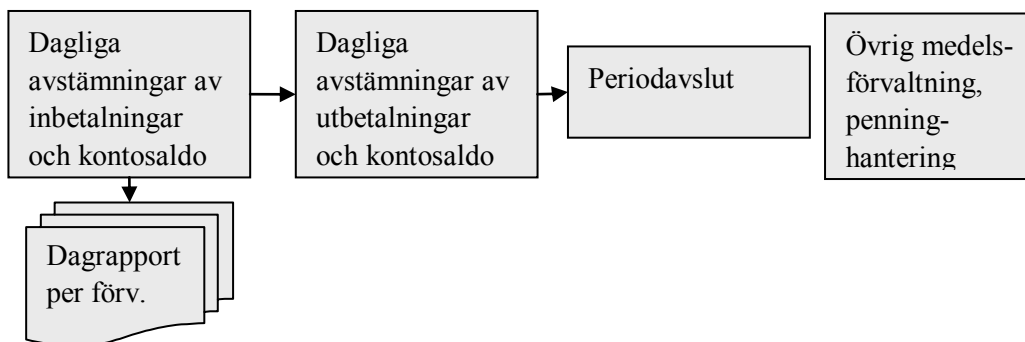 Dagliga
avstämningar av
inbetalningar
och kontosaldo
Dagliga
avstämningar av
utbetalningar
och kontosaldo
Periodavslut
Övrig medels-
förvaltning,
penning-
hantering
Dagrapport
per förv.